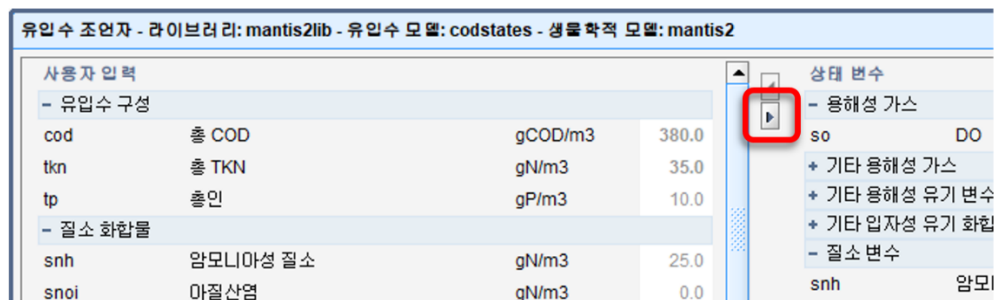 유입수 조언자 - 라이브러리: mantis2lib - 유입수 모델: codstates - 생물학적 모델: mantis2
사용자 입력
- 유입수 구성
cod 총 COD gCOD/m3 380.0
tkn 총 TKN gN/m3 35.0
tp 총인 gP/m3 10.0
- 질소 화합물
snh 암모니아성 질소 gN/m3 25.0
snoi 아질산염 gN/m3 0.0
상태 변수
- 용해성 가스
so DO
+ 기타 용해성 가스
+ 기타 용해성 유기 변수
+ 기타 입자성 유기 화합
- 질소 변수
snh 암모